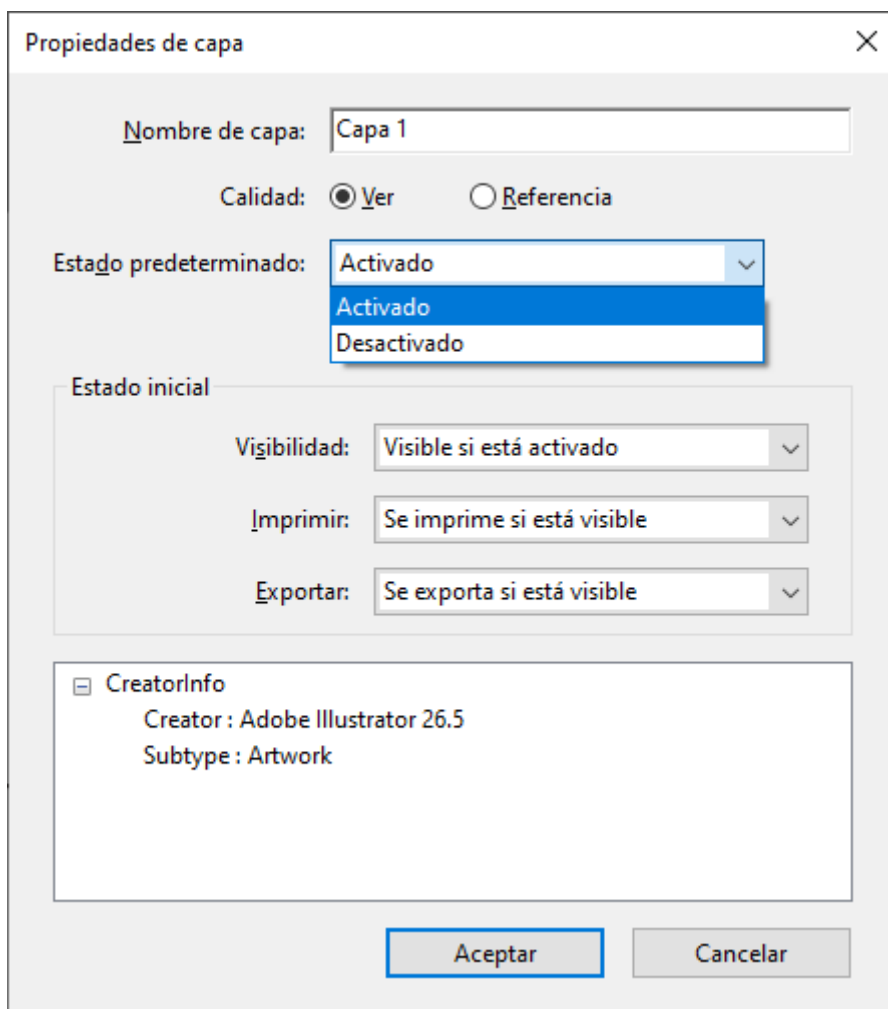 Propiedades de capa
Nombre de capa: Capa 1
Calidad: Ver Referencia
Estado predeterminado: Activado
Activado
Desactivado
Estado inicial
Visibilidad: Visible si está activado
Imprimir: Se imprime si está visible
Exportar: Se exporta si está visible
CreatorInfo
Creator : Adobe Illustrator 26.5
Subtype : Artwork
Aceptar Cancelar